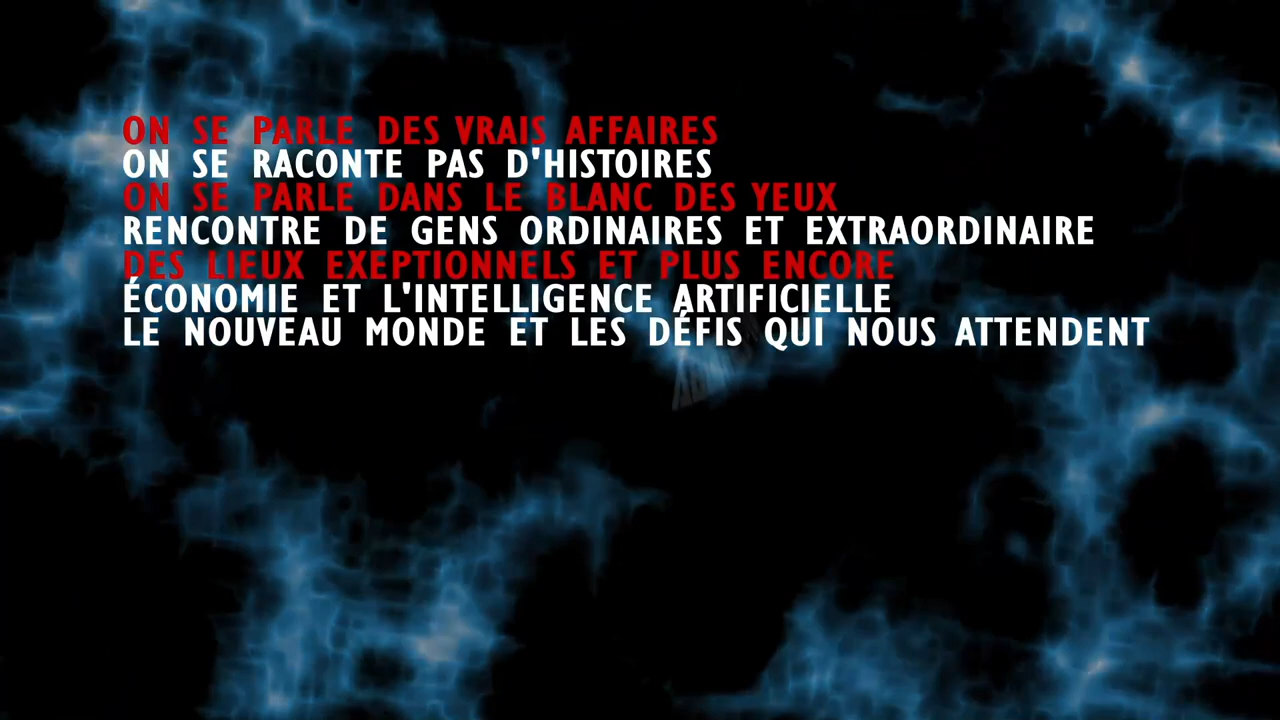 ON SE PARLE DES VRAIS AFFAIRES
ON SE RACONTE PAS D'HISTOIRES
ON SE PARLE DANS LE BLANC DES YEUX
RENCONTRE DE GENS ORDINAIRES ET EXTRAORDINAIRE
DES LIEUX EXEPTIONNELS ET PLUS ENCORE
ÉCONOMIE ET L'INTELLIGENCE ARTIFICIELLE
LE NOUVEAU MONDE ET LES DÉFIS QUI NOUS ATTENDENT